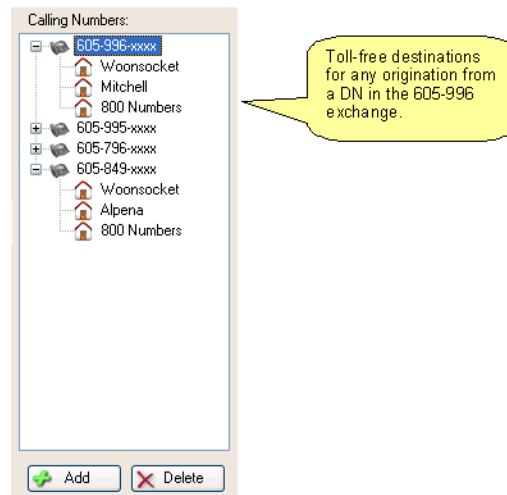 Calling Numbers:
605-996-xxxx
Woonsocket
Mitchell
800 Numbers
605-995-xxxx
605-796-xxxx
605-849-xxxx
Woonsocket
Alpena
800 Numbers
Add
Delete
Toll-free destinations
for any origination from
a DN in the 605-996
exchange.